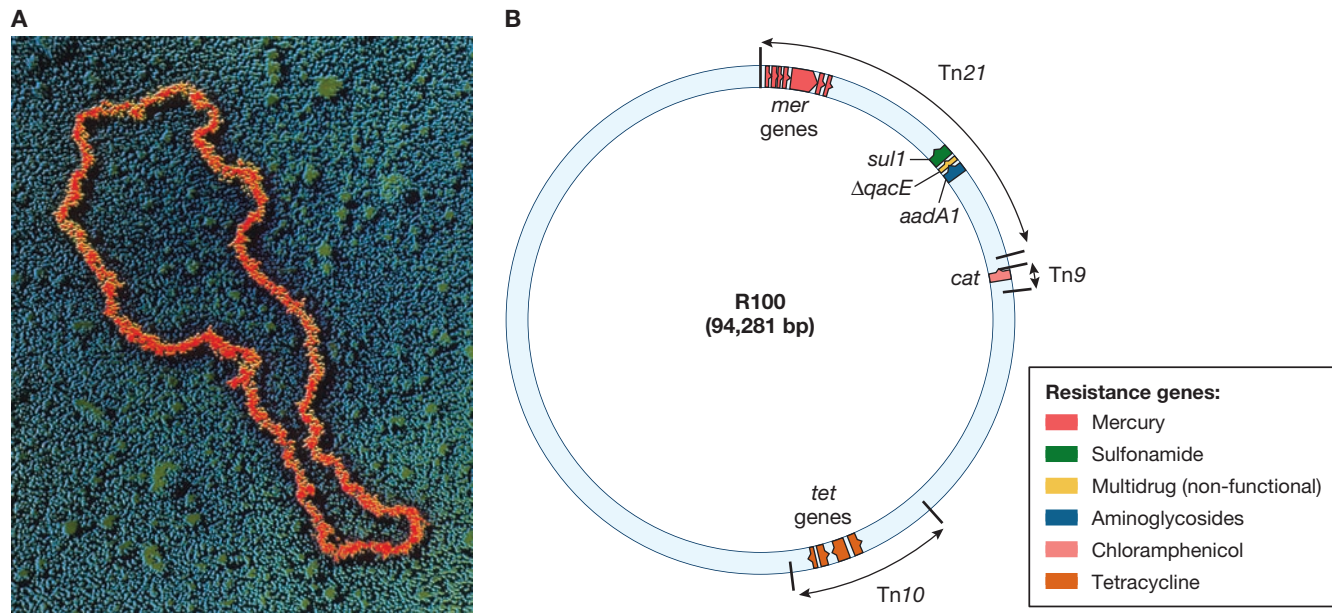 A
B
Tn21
mer
genes
sul1
ΔqacE
aadA1
cat
Tn9
R100
(94,281 bp)
tet
genes
Tn10
Resistance genes:
Mercury
Sulfonamide
Multidrug (non-functional)
Aminoglycosides
Chloramphenicol
Tetracycline